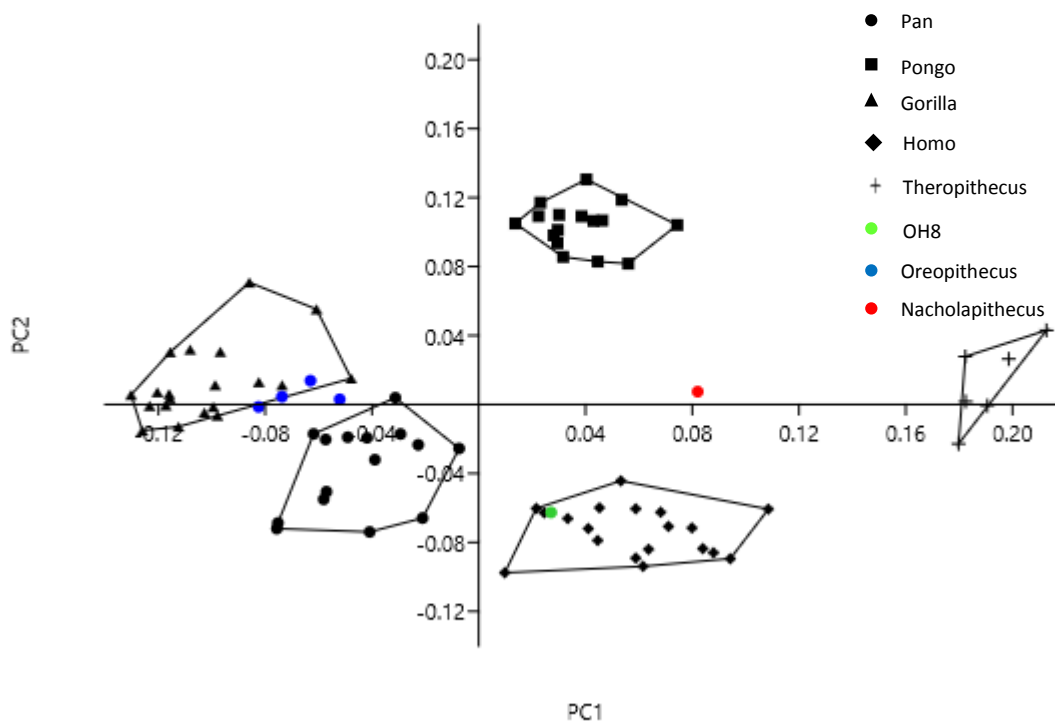 Pan
Pongo
Gorilla
Homo
Theropithecus
OH8
Oreopithecus
Nacholapithecus
0.20
0.16
0.12
0.08
0.04
-0.04
-0.08
-0.12
-0.12
-0.08
-0.04
0.04
0.08
0.12
0.16
0.20
PC2
PC1